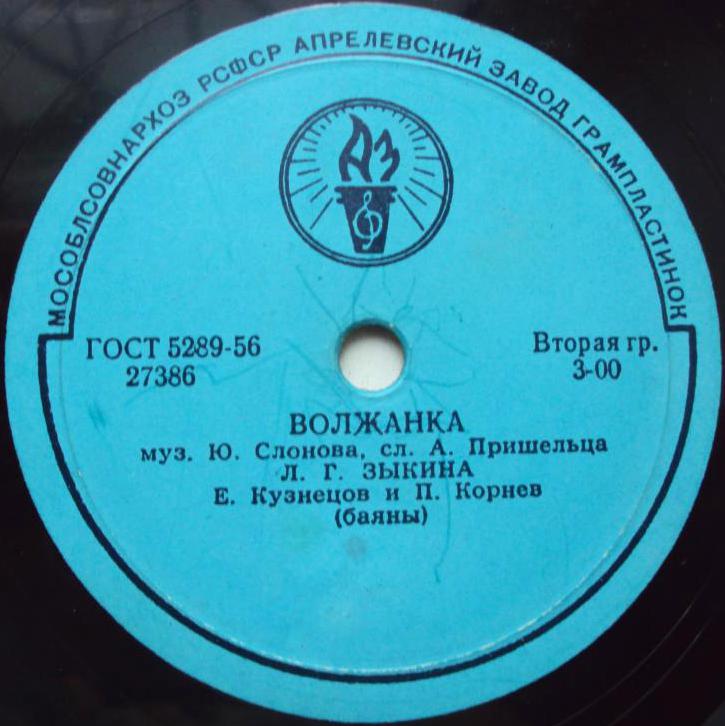 МОСОБЛСОВНАРХОЗ РСФСР АПРЕЛЕВСКИЙ ЗАВОД ГРАМПЛАСТИНОК
АЗ
ГОСТ 5289-56
27386
Вторая гр.
3-00
ВОЛЖАНКА
муз. Ю. Слонова, сл. А. Пришельца
Л. Г. ЗЫКИНА
Е. Кузнецов и П. Корнев
(баяны)